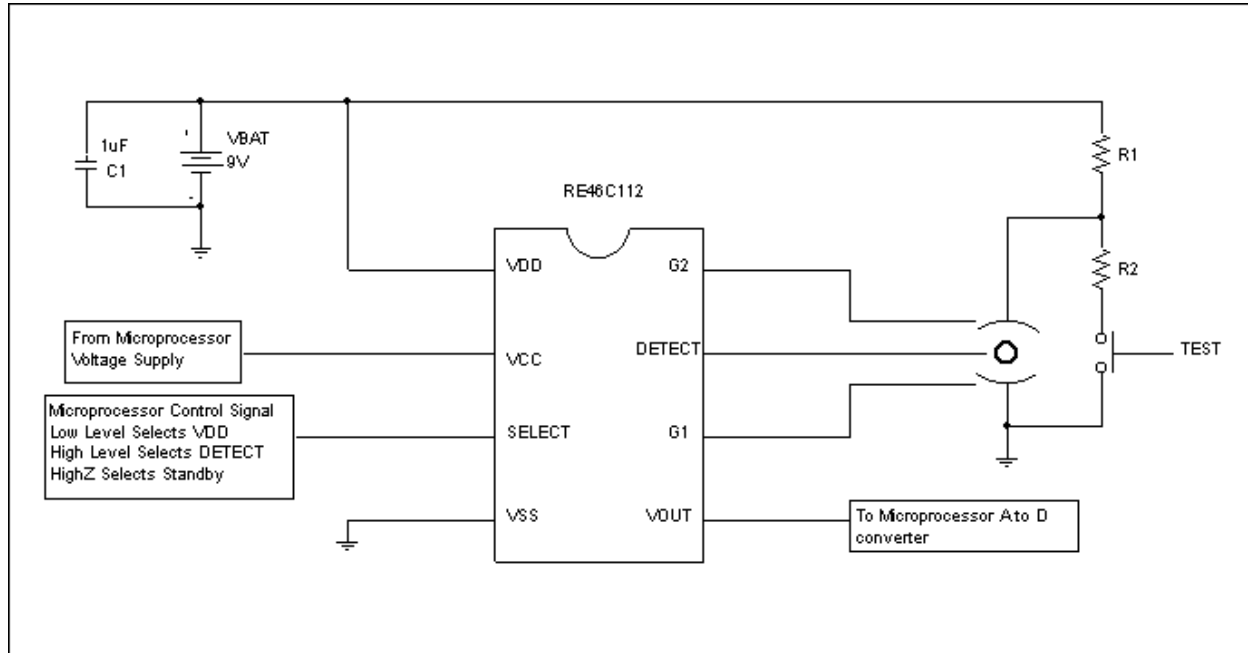 1uF
C1
'
VBAT
9V
-
R1
RE46C112
VDD
G2
R2
From Microprocessor
Voltage Supply
VCC
DETECT
TEST
Microprocessor Control Signal
Low Level Selects VDD
High Level Selects DETECT
HighZ Selects Standby
SELECT
G1
VSS
VOUT
To Microprocessor A to D
converter